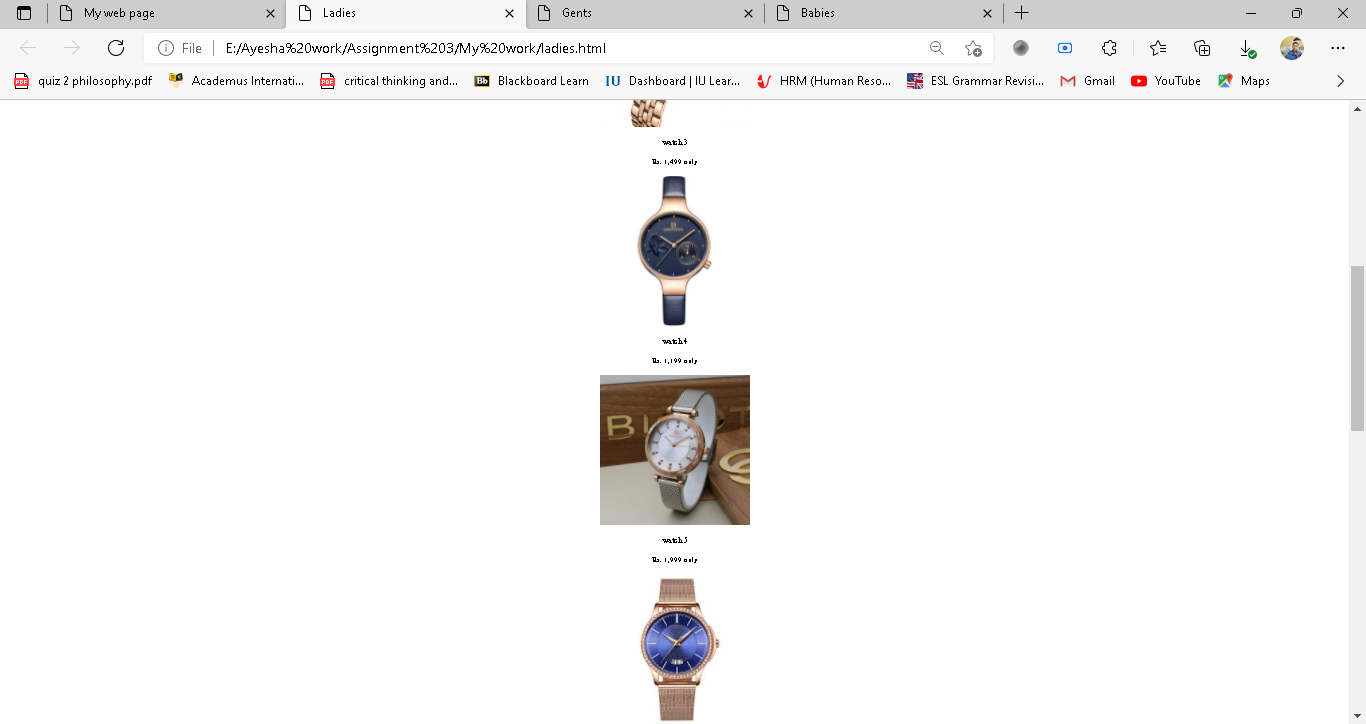 My web page
Ladies
Gents
Babies
File
E:/Ayesha%20work/Assignment%203/My%20work/ladies.html
quiz 2 philosophy.pdf
Academus Internati...
critical thinking and...
Bb
Blackboard Learn
IU
Dashboard | IU Lear...
HRM (Human Reso...
ESL Grammar Revisi...
Gmail
YouTube
Maps
watch3
Rs. 1,499 only
watch4
Rs. 1,199 only
watch5
Rs. 1,999 only